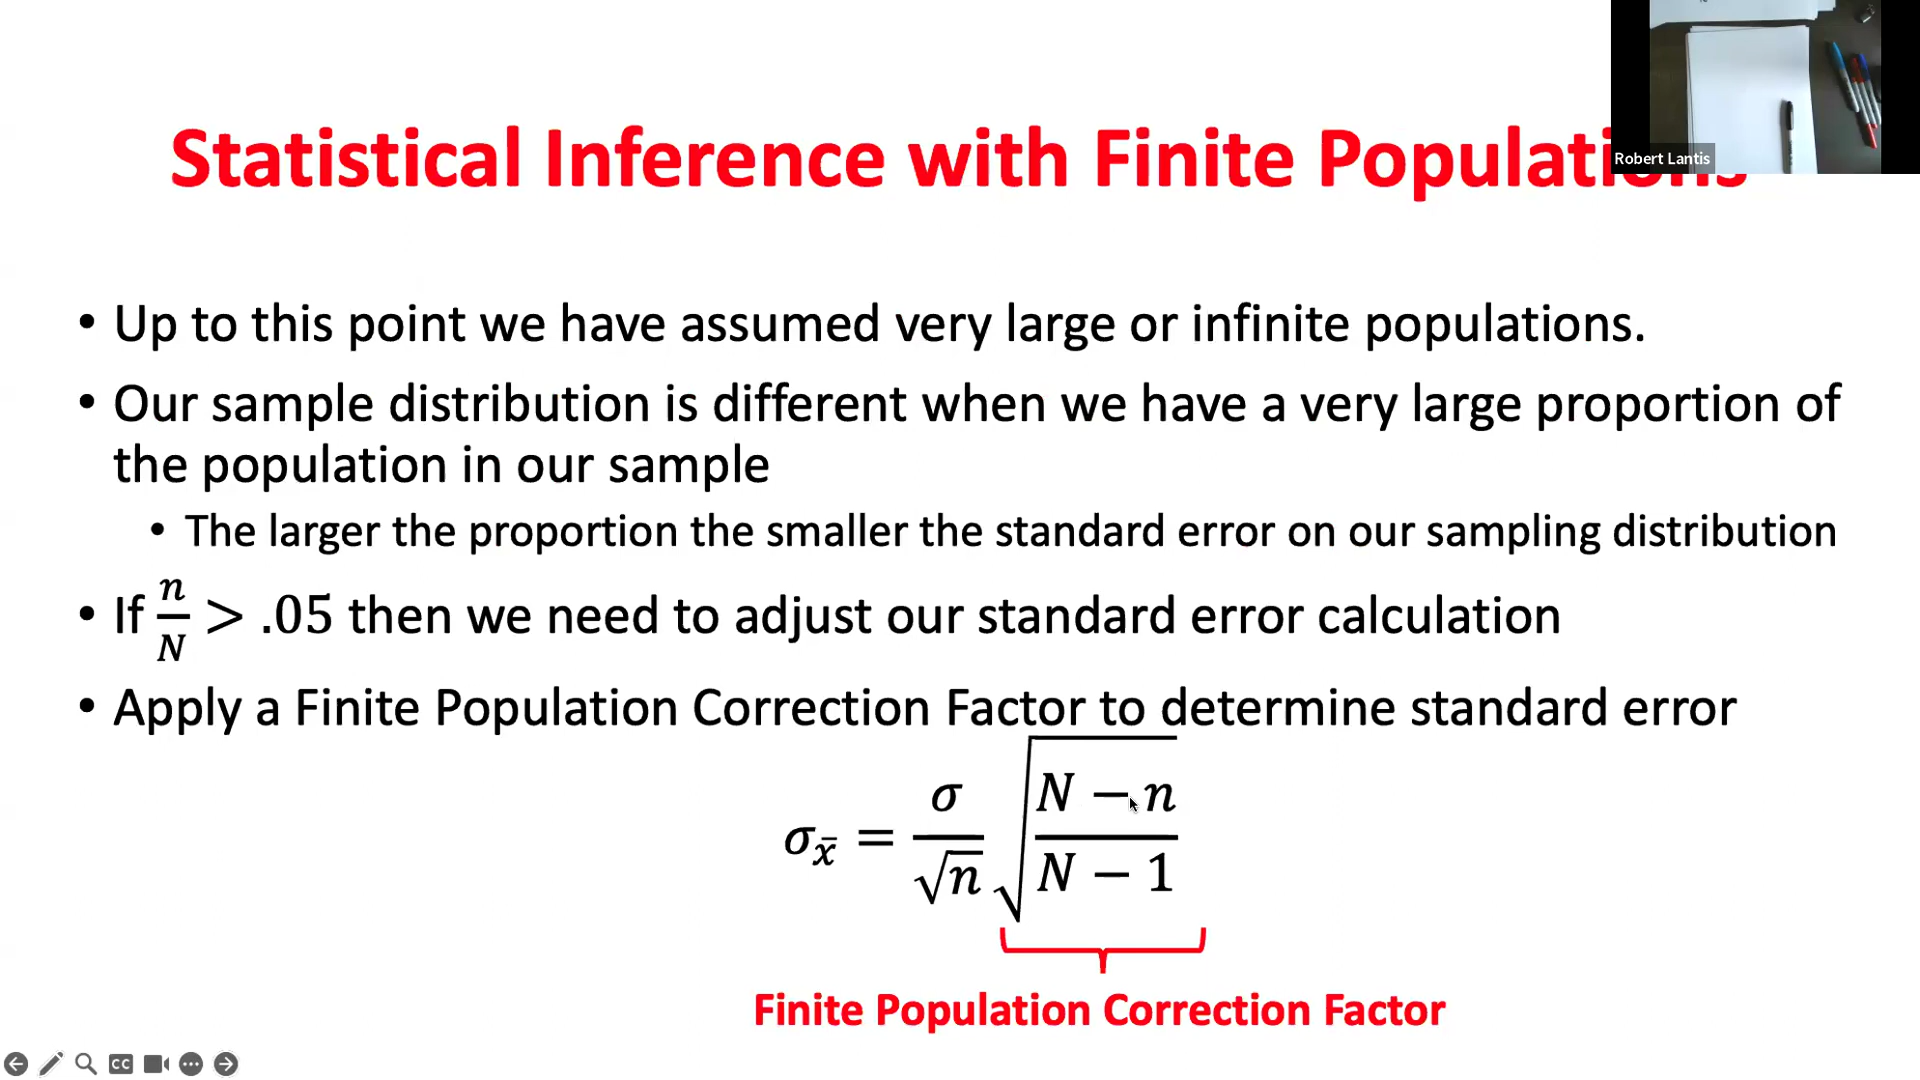 Robert Lantis
Statistical Inference with Finite Populations
• Up to this point we have assumed very large or infinite populations.
• Our sample distribution is different when we have a very large proportion of
the population in our sample
• The larger the proportion the smaller the standard error on our sampling distribution
• If n/N > .05 then we need to adjust our standard error calculation
• Apply a Finite Population Correction Factor to determine standard error
σ_x̄ = σ/√n √((N − n)/(N − 1))
Finite Population Correction Factor
CC